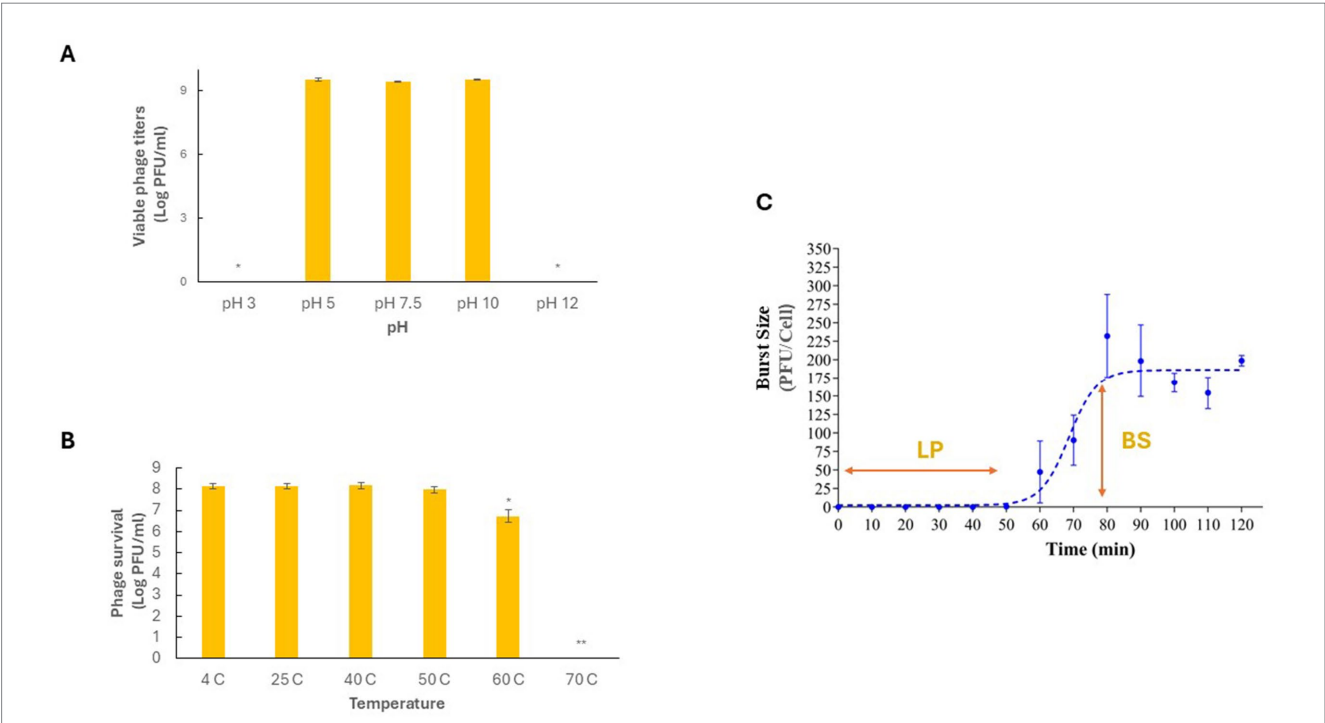 A
Viable phage titers
(Log PFU/ml)
9
6
3
0
*
*
pH 3 pH 5 pH 7.5 pH 10 pH 12
pH
B
Phage survival
(Log PFU/ml)
9
8
7
6
5
4
3
2
1
0
*
**
4 C 25 C 40 C 50 C 60 C 70 C
Temperature
C
Burst Size
(PFU/Cell)
350
325
300
275
250
225
200
175
150
125
100
75
50
25
0
LP
BS
0 10 20 30 40 50 60 70 80 90 100 110 120
Time (min)